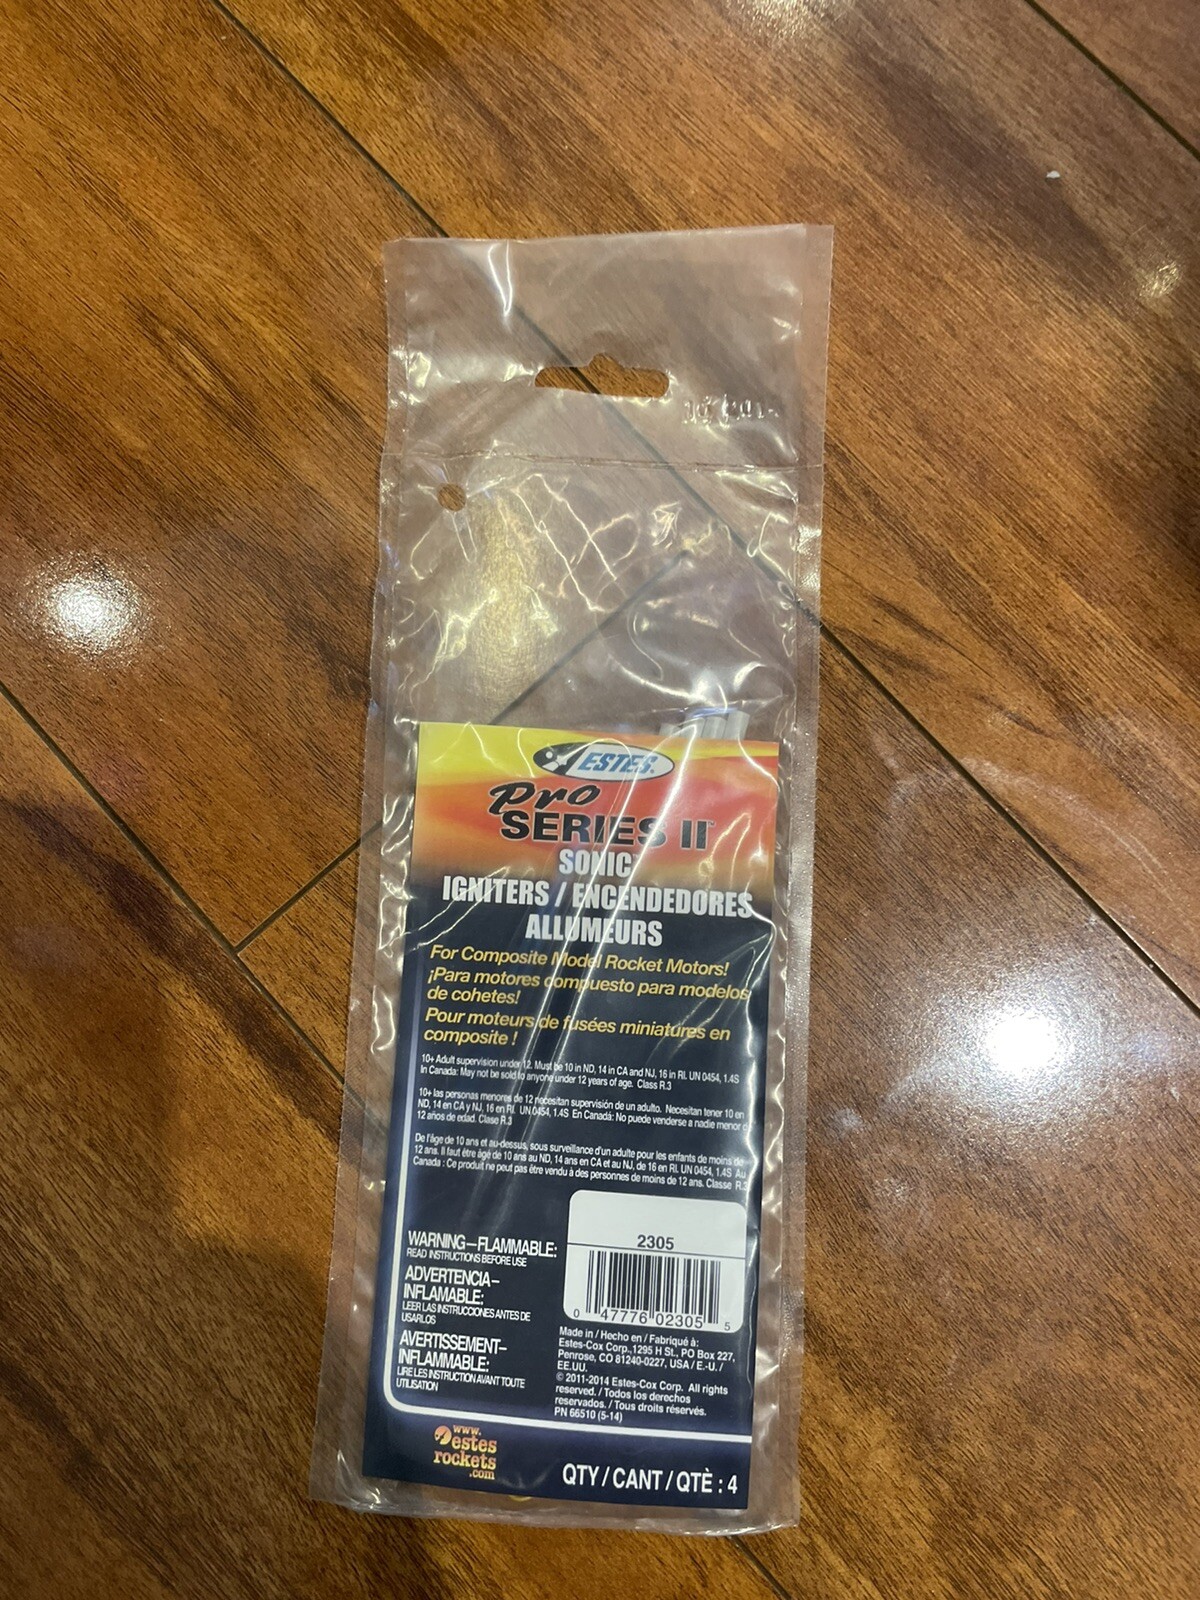 ESTES
Pro
SERIES II™
SONIC
IGNITERS / ENCENDEDORES
ALLUMEURS
For Composite Model Rocket Motors!
¡Para motores compuesto para modelos
de cohetes!
Pour moteurs de fusées miniatures en
composite !
10+ Adult supervision under 12. Must be 10 in ND, 14 in CA and NJ, 16 in RI. UN 0454, 1.4S
In Canada: May not be sold to anyone under 12 years of age. Class R.3
10+ las personas menores de 12 necesitan supervisión de un adulto. Necesitan tener 10 en
ND, 14 en CA y NJ, 16 en RI. UN 0454, 1.4S En Canadá: No puede venderse a nadie menor d
12 años de edad. Clase R.3
De l'âge de 10 ans et au-dessus, sous surveillance d'un adulte pour les enfants de moins de
12 ans. Il faut être âgé de 10 ans au ND, 14 ans en CA et au NJ, de 16 en RI. UN 0454, 1.4S Au
Canada : Ce produit ne peut pas être vendu à des personnes de moins de 12 ans. Classe R.3
WARNING–FLAMMABLE:
READ INSTRUCTIONS BEFORE USE
ADVERTENCIA–
INFLAMABLE:
LEER LAS INSTRUCCIONES ANTES DE
USARLOS
AVERTISSEMENT–
INFLAMMABLE:
LIRE LES INSTRUCTION AVANT TOUTE
UTILISATION
2305
0 47776 02305 5
Made in / Hecho en / Fabriqué à:
Estes-Cox Corp.,1295 H St., PO Box 227,
Penrose, CO 81240-0227, USA / E.-U. /
EE.UU.
© 2011-2014 Estes-Cox Corp. All rights
reserved. / Todos los derechos
reservados. / Tous droits réservés.
PN 66510 (5-14)
www.
estes
rockets
.com
QTY / CANT / QTÈ : 4